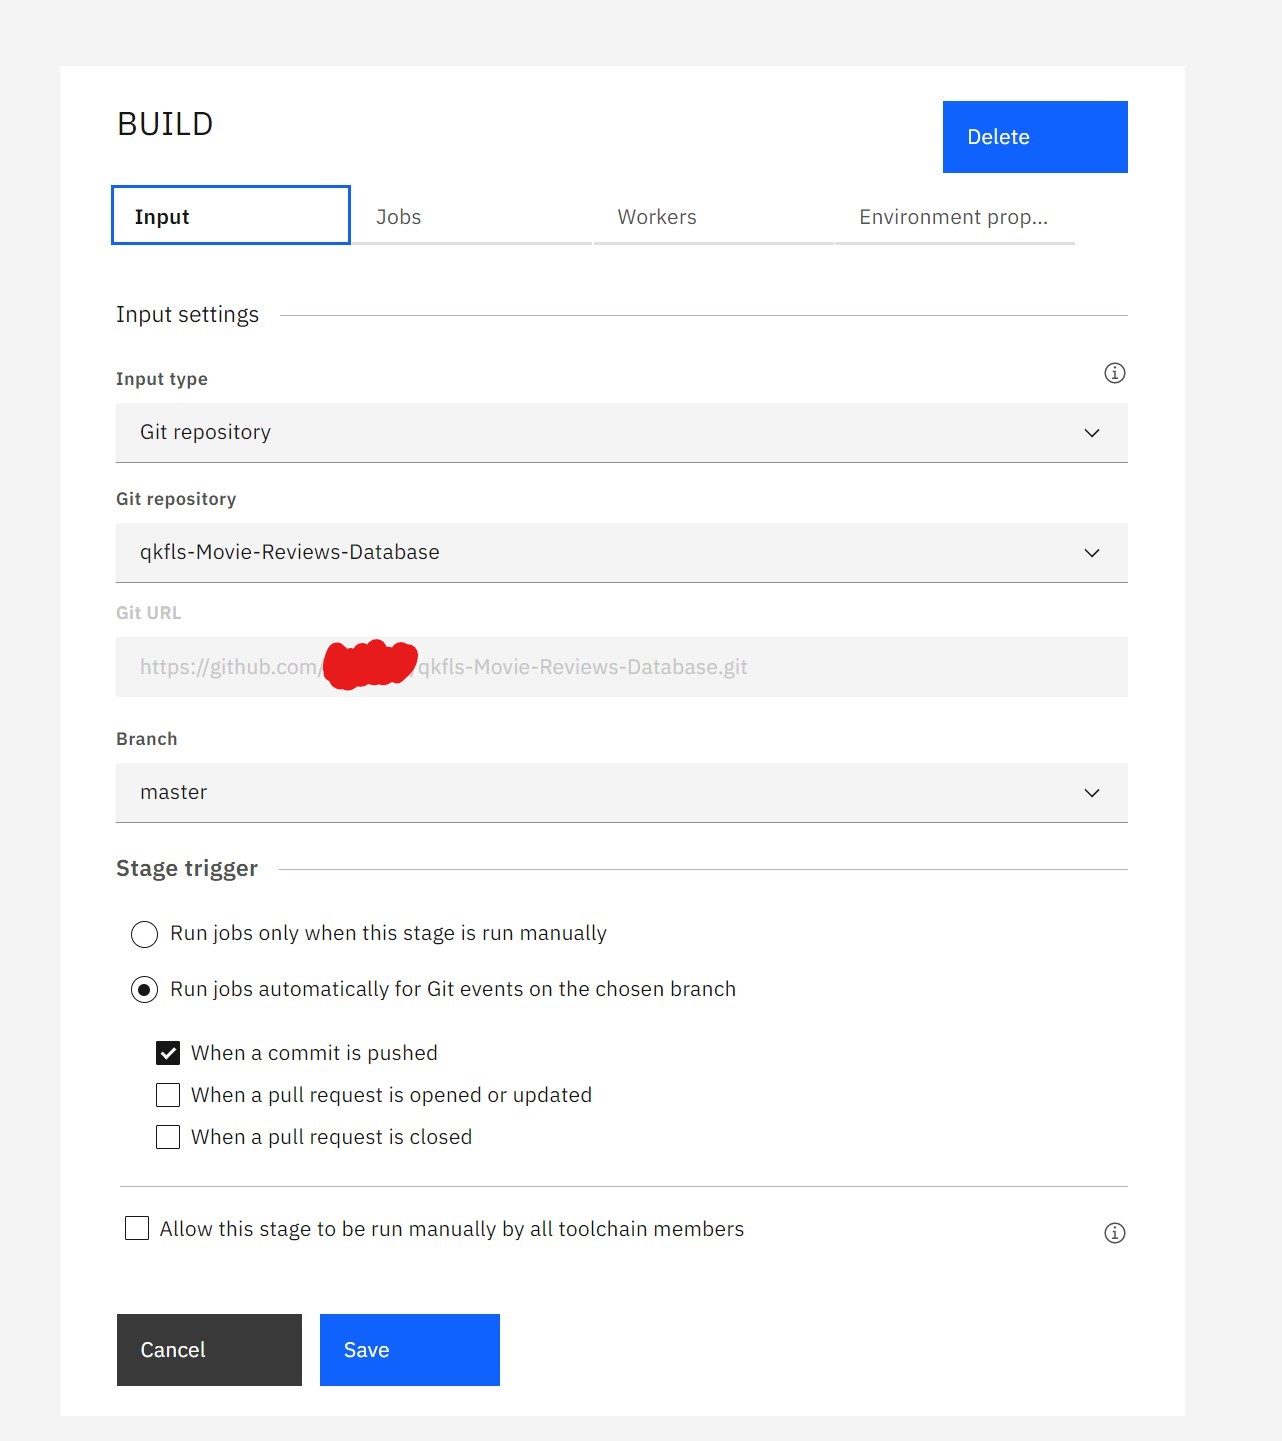 BUILD
Delete
Input Jobs Workers Environment prop...
Input settings
Input type
Git repository
Git repository
qkfls-Movie-Reviews-Database
Git URL
https://github.com/ /qkfls-Movie-Reviews-Database.git
Branch
master
Stage trigger
Run jobs only when this stage is run manually
Run jobs automatically for Git events on the chosen branch
When a commit is pushed
When a pull request is opened or updated
When a pull request is closed
Allow this stage to be run manually by all toolchain members
Cancel Save